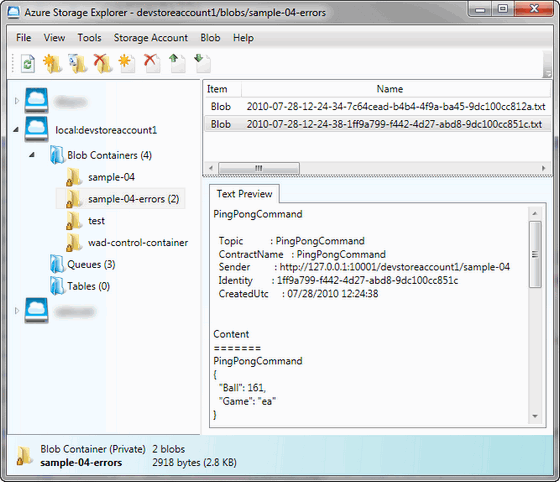 Azure Storage Explorer - devstoreaccount1/blobs/sample-04-errors
File View Tools Storage Account Blob Help
local:devstoreaccount1
Blob Containers (4)
sample-04
sample-04-errors (2)
test
wad-control-container
Queues (3)
Tables (0)
Item Name
Blob 2010-07-28-12-24-34-7c64cead-b4b4-4f9a-ba45-9dc100cc812a.txt
Blob 2010-07-28-12-24-38-1ff9a799-f442-4d27-abd8-9dc100cc851c.txt
Text Preview
PingPongCommand
Topic : PingPongCommand
ContractName : PingPongCommand
Sender : http://127.0.0.1:10001/devstoreaccount1/sample-04
Identity : 1ff9a799-f442-4d27-abd8-9dc100cc851c
CreatedUtc : 07/28/2010 12:24:38
Content
=======
PingPongCommand
{
"Ball": 161,
"Game": "ea"
}
Blob Container (Private) 2 blobs
sample-04-errors 2918 bytes (2.8 KB)